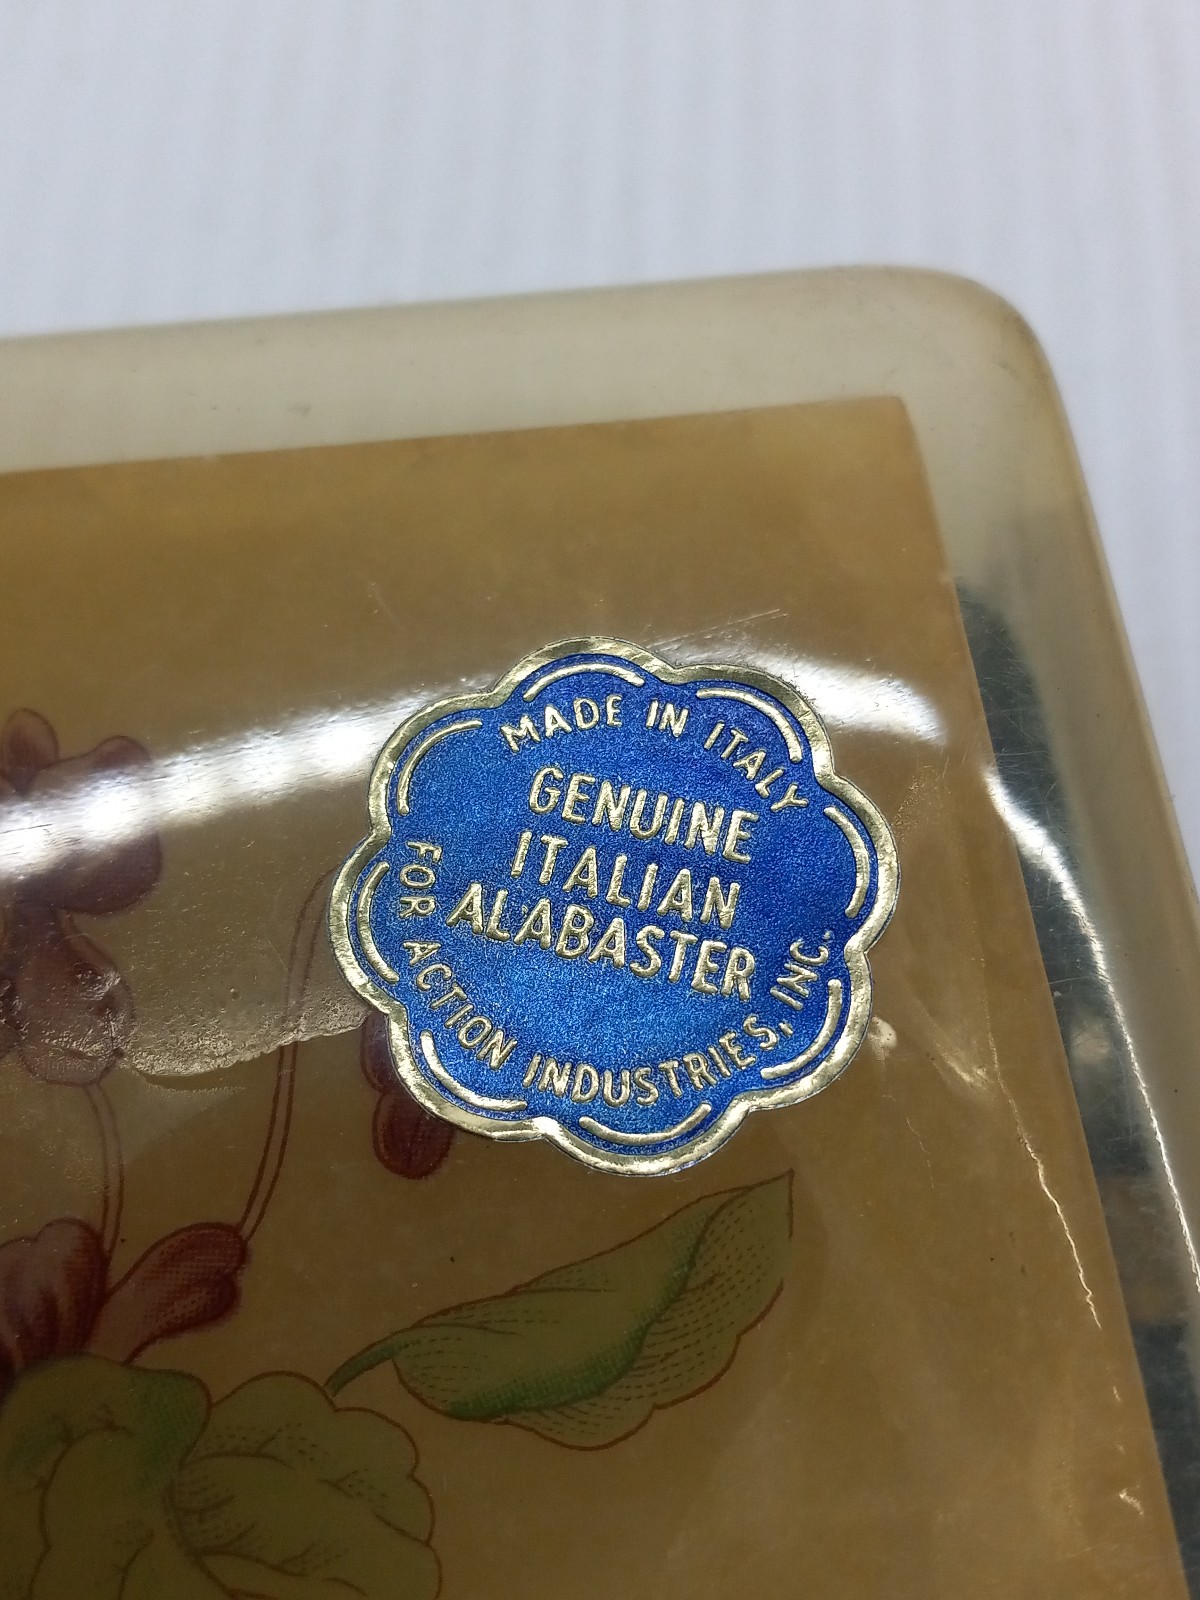 MADE IN ITALY
GENUINE
ITALIAN
ALABASTER
FOR ACTION INDUSTRIES, INC.